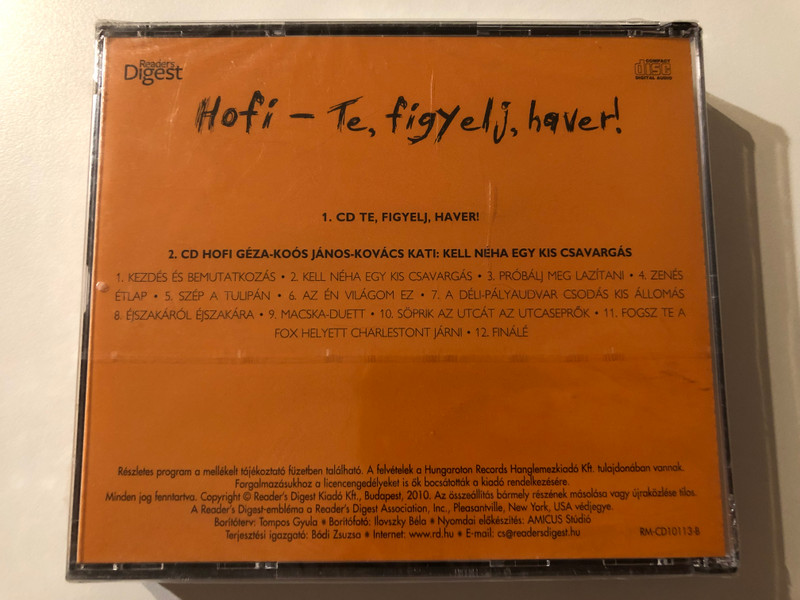 Reader's
Digest
COMPACT
disc
DIGITAL AUDIO
Hofi – Te, figyelj, haver!
1. CD TE, FIGYELJ, HAVER!
2. CD HOFI GÉZA-KOÓS JÁNOS-KOVÁCS KATI: KELL NÉHA EGY KIS CSAVARGÁS
1. KEZDÉS ÉS BEMUTATKOZÁS • 2. KELL NÉHA EGY KIS CSAVARGÁS • 3. PRÓBÁLJ MEG LAZÍTANI • 4. ZENÉS
ÉTLAP • 5. SZÉP A TULIPÁN • 6. AZ ÉN VILÁGOM EZ • 7. A DÉLI-PÁLYAUDVAR CSODÁS KIS ÁLLOMÁS
8. ÉJSZAKÁRÓL ÉJSZAKÁRA • 9. MACSKA-DUETT • 10. SÖPRIK AZ UTCÁT AZ UTCASEPRŐK • 11. FOGSZ TE A
FOX HELYETT CHARLESTONT JÁRNI • 12. FINÁLÉ
Részletes program a mellékelt tájékoztató füzetben található. A felvételek a Hungaroton Records Hanglemezkiadó Kft. tulajdonában vannak.
Forgalmazásukhoz a licencengedélyeket is ők bocsátották a kiadó rendelkezésére.
Minden jog fenntartva. Copyright © Reader's Digest Kiadó Kft., Budapest, 2010. Az összeállítás bármely részének másolása vagy újraközlése tilos.
A Reader's Digest-embléma a Reader's Digest Association, Inc., Pleasantville, New York, USA védjegye.
Borítóterv: Tompos Gyula • Borítófotó: Ilovszky Béla • Nyomdai előkészítés: AMICUS Stúdió
Terjesztési igazgató: Bódi Zsuzsa • Internet: www.rd.hu • E-mail: cs@readersdigest.hu
RM-CD10113-B